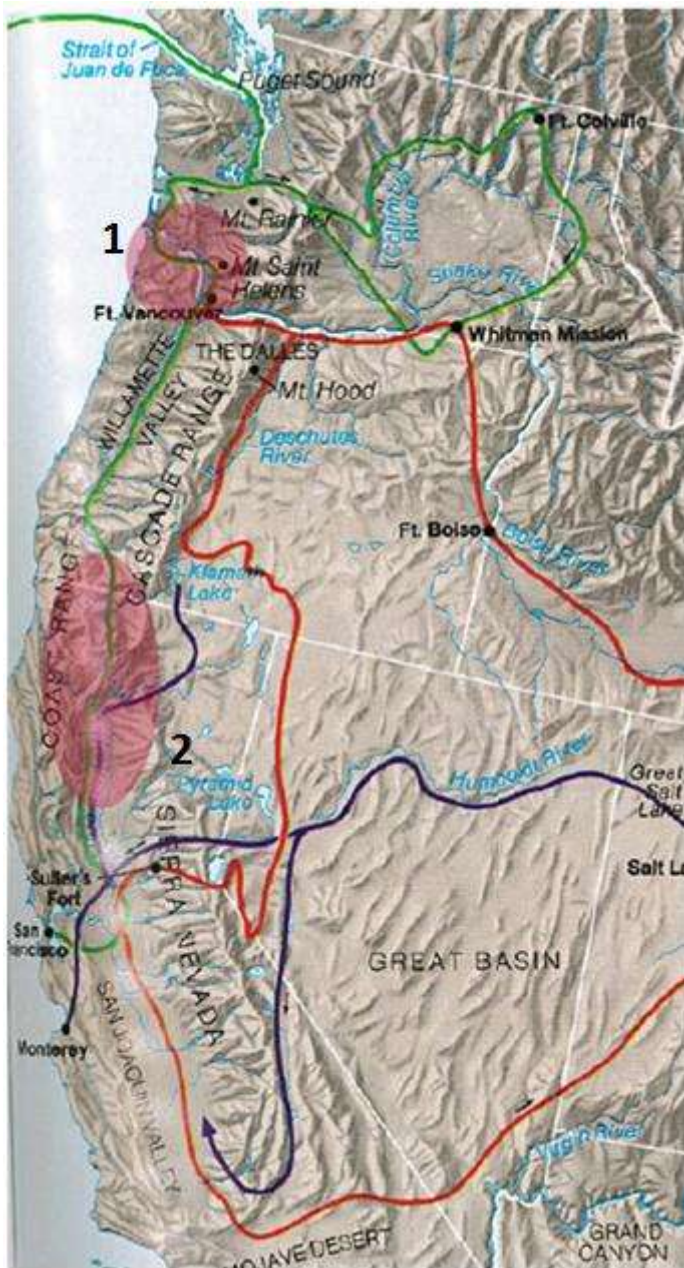 Strait of
Juan de Fuca
Puget Sound
Ft. Colville
Columbia
River
Mt. Rainier
1
Snake River
Mt. Saint
Helens
Ft. Vancouver
Whitman Mission
THE DALLES
Mt. Hood
WILLAMETTE
VALLEY
CASCADE RANGE
Deschutes
River
Ft. Boise
Boise River
Klamath
Lake
COAST RANGE
2
Pyramid
Lake
Humboldt River
Great
Salt
Lake
Sutter's
Fort
SIERRA NEVADA
Salt La
San
ncisco
GREAT BASIN
Monterey
SAN JOAQUIN VALLEY
Virgin River
MOJAVE DESERT
GRAND
CANYON